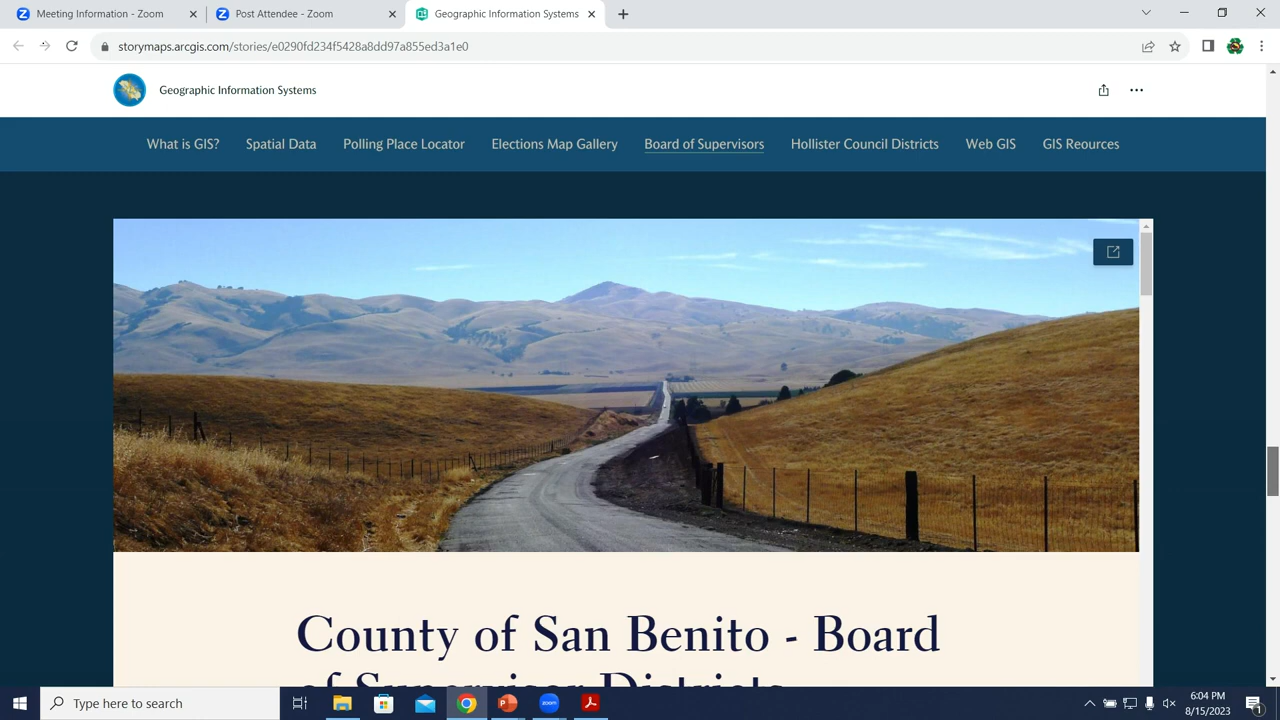 Meeting Information - Zoom
Post Attendee - Zoom
Geographic Information Systems
storymaps.arcgis.com/stories/e0290fd234f5428a8dd97a855ed3a1e0
Geographic Information Systems
What is GIS? Spatial Data Polling Place Locator Elections Map Gallery Board of Supervisors Hollister Council Districts Web GIS GIS Reources
County of San Benito - Board
of Supervisor Districts
Type here to search
zoom
6:04 PM
8/15/2023
1